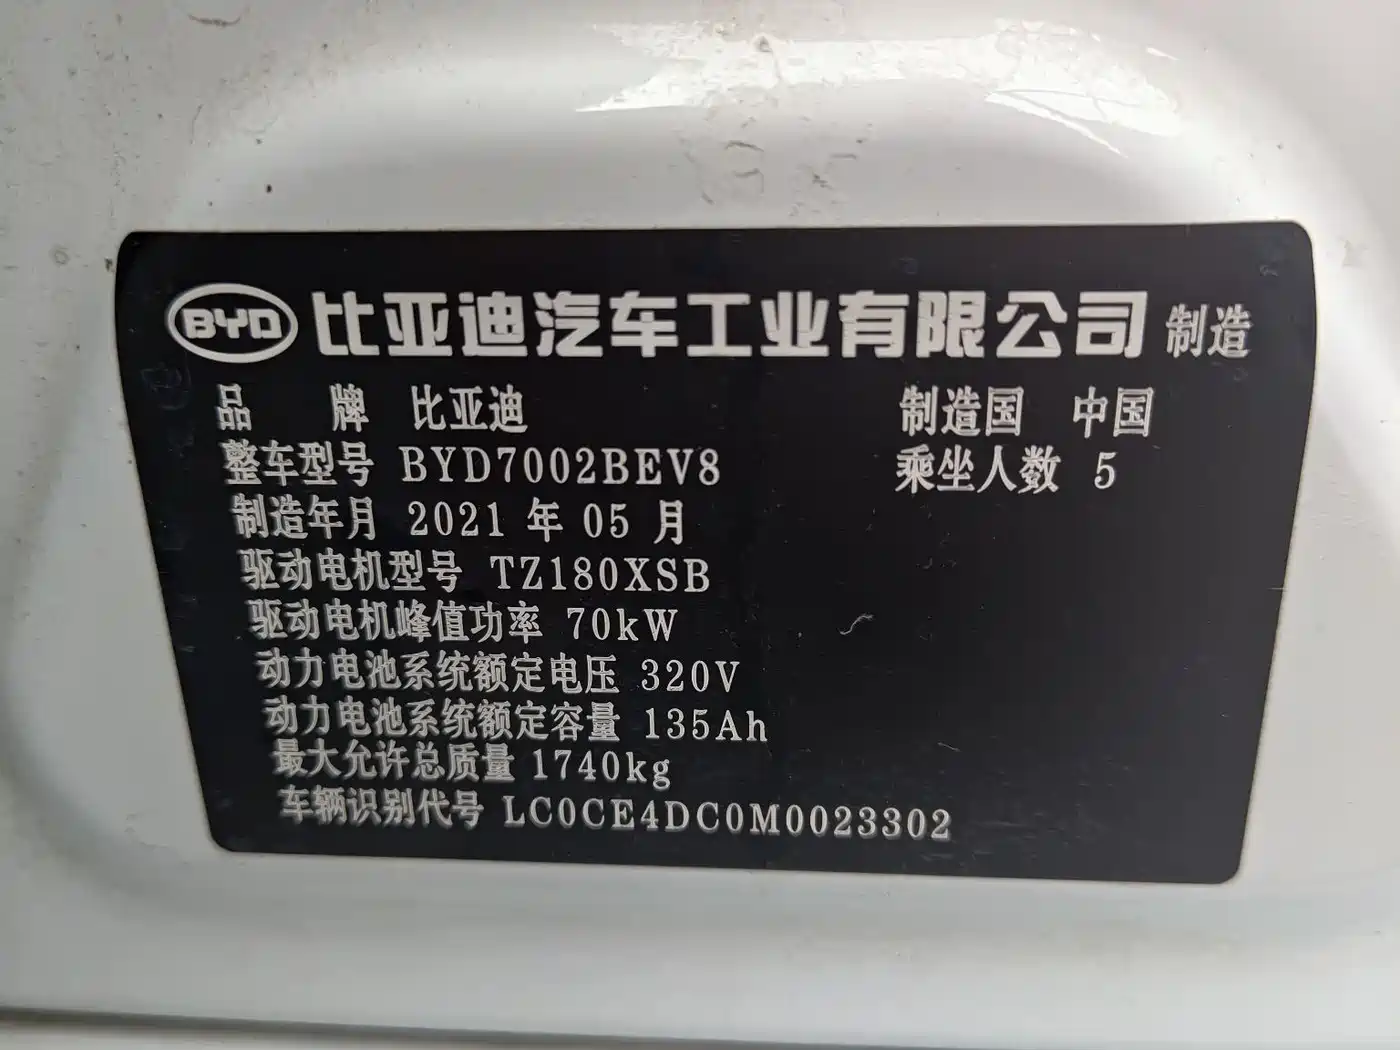 BYD 比亚迪汽车工业有限公司 制造
品 牌 比亚迪 制造国 中国
整车型号 BYD7002BEV8 乘坐人数 5
制造年月 2021 年 05 月
驱动电机型号 TZ180XSB
驱动电机峰值功率 70kW
动力电池系统额定电压 320V
动力电池系统额定容量 135Ah
最大允许总质量 1740kg
车辆识别代号 LC0CE4DC0M0023302